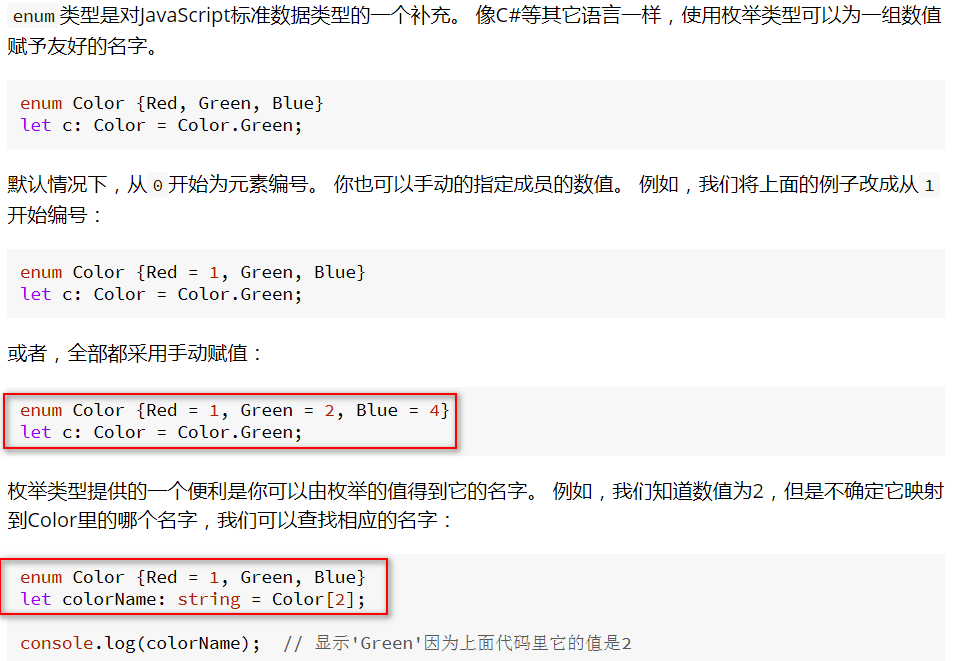 enum 类型是对JavaScript标准数据类型的一个补充。 像C#等其它语言一样，使用枚举类型可以为一组数值
赋予友好的名字。
enum Color {Red, Green, Blue}
let c: Color = Color.Green;
默认情况下，从 0 开始为元素编号。 你也可以手动的指定成员的数值。 例如，我们将上面的例子改成从 1
开始编号：
enum Color {Red = 1, Green, Blue}
let c: Color = Color.Green;
或者，全部都采用手动赋值：
enum Color {Red = 1, Green = 2, Blue = 4}
let c: Color = Color.Green;
枚举类型提供的一个便利是你可以由枚举的值得到它的名字。 例如，我们知道数值为2，但是不确定它映射
到Color里的哪个名字，我们可以查找相应的名字：
enum Color {Red = 1, Green, Blue}
let colorName: string = Color[2];
console.log(colorName);  // 显示'Green'因为上面代码里它的值是2